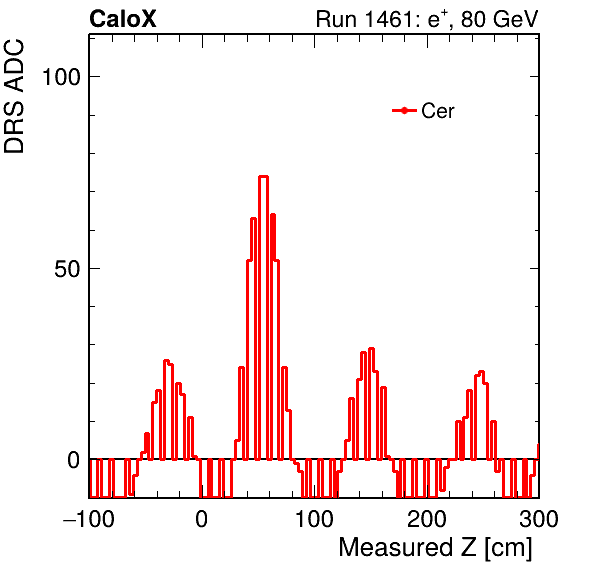 CaloX Run 1461: e⁺, 80 GeV
DRS ADC
Cer
100
50
0
−100 0 100 200 300
Measured Z [cm]